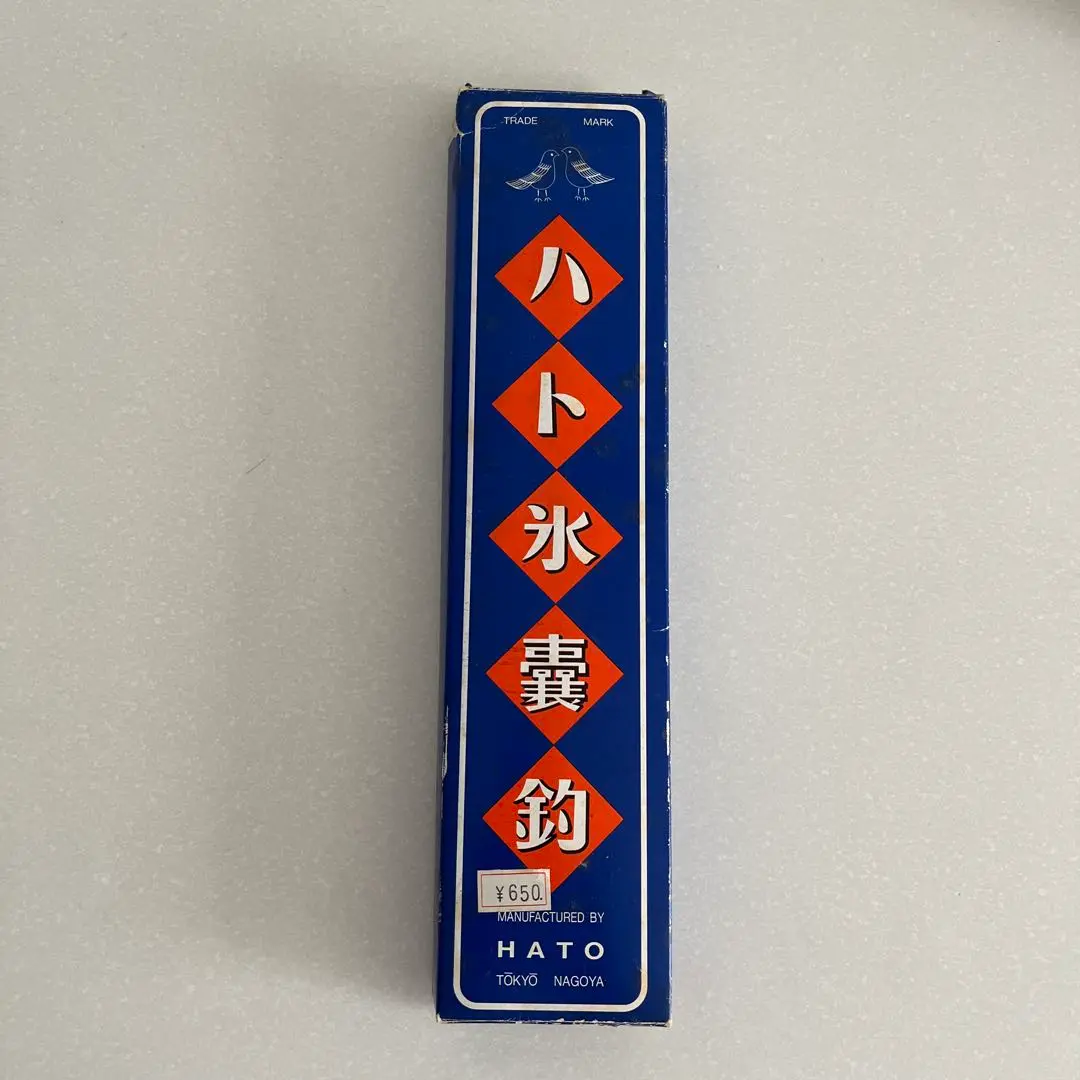 TRADE MARK
ハト氷嚢釣
¥650.
MANUFACTURED BY
HATO
TŌKYŌ NAGOYA